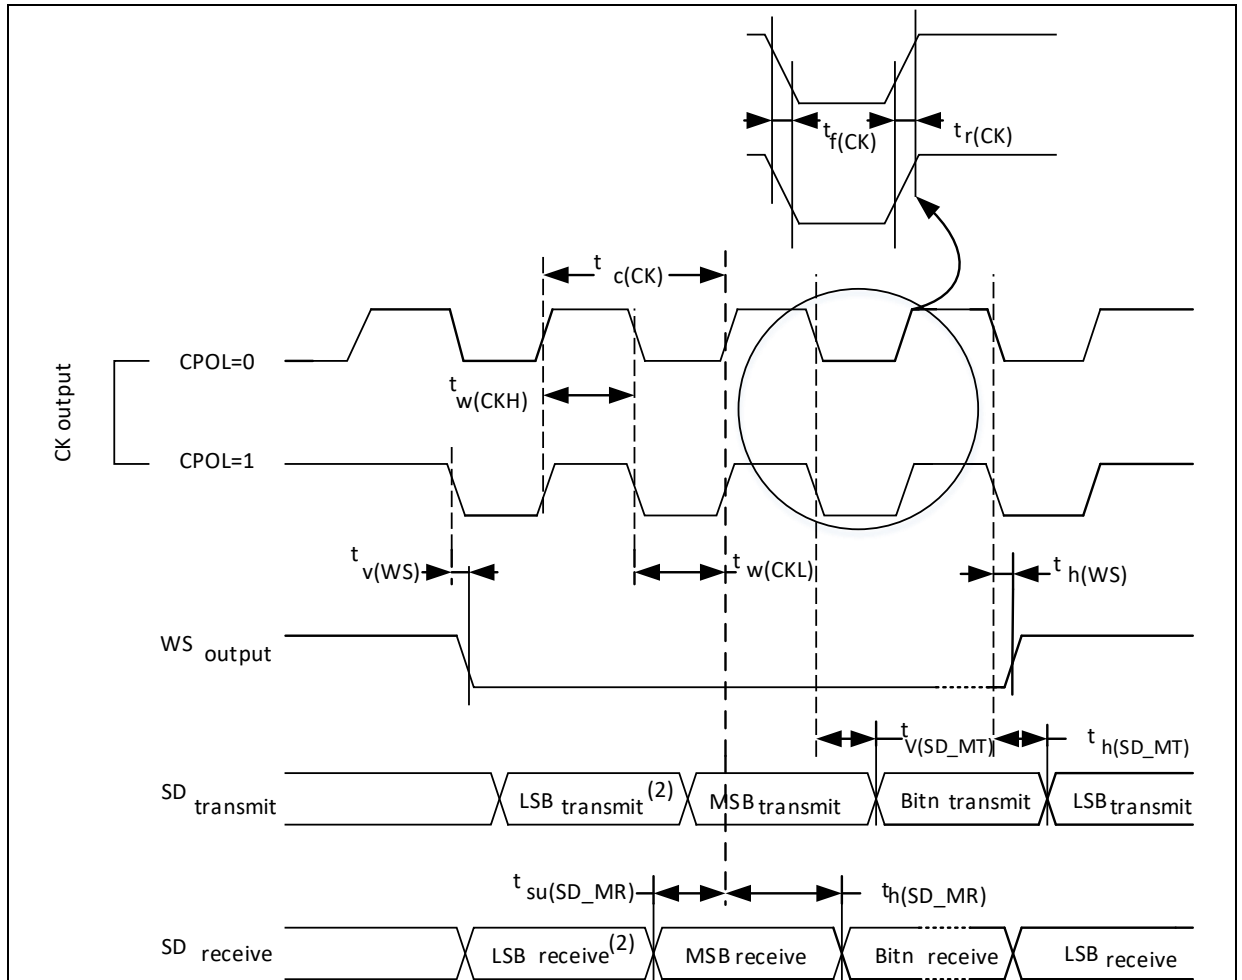 t f(CK)
t r(CK)
t c(CK)
CK output
CPOL=0
t w(CKH)
CPOL=1
t v(WS)
t w(CKL)
t h(WS)
WS output
t V(SD_MT)
t h(SD_MT)
SD transmit
LSB transmit (2)
MSB transmit
Bitn transmit
LSB transmit
t su(SD_MR)
th(SD_MR)
SD receive
LSB receive (2)
MSB receive
Bitn receive
LSB receive